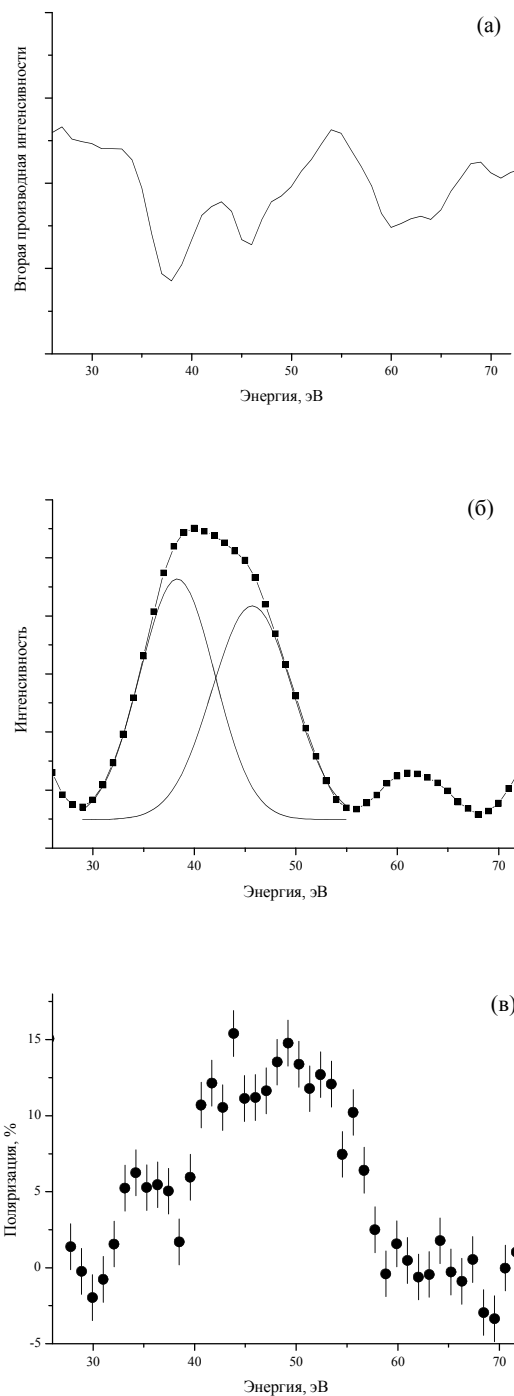 (а)
Вторая производная интенсивности
30 40 50 60 70
Энергия, эВ
(б)
Интенсивность
30 40 50 60 70
Энергия, эВ
(в)
Поляризация, %
15
10
5
0
-5
30 40 50 60 70
Энергия, эВ